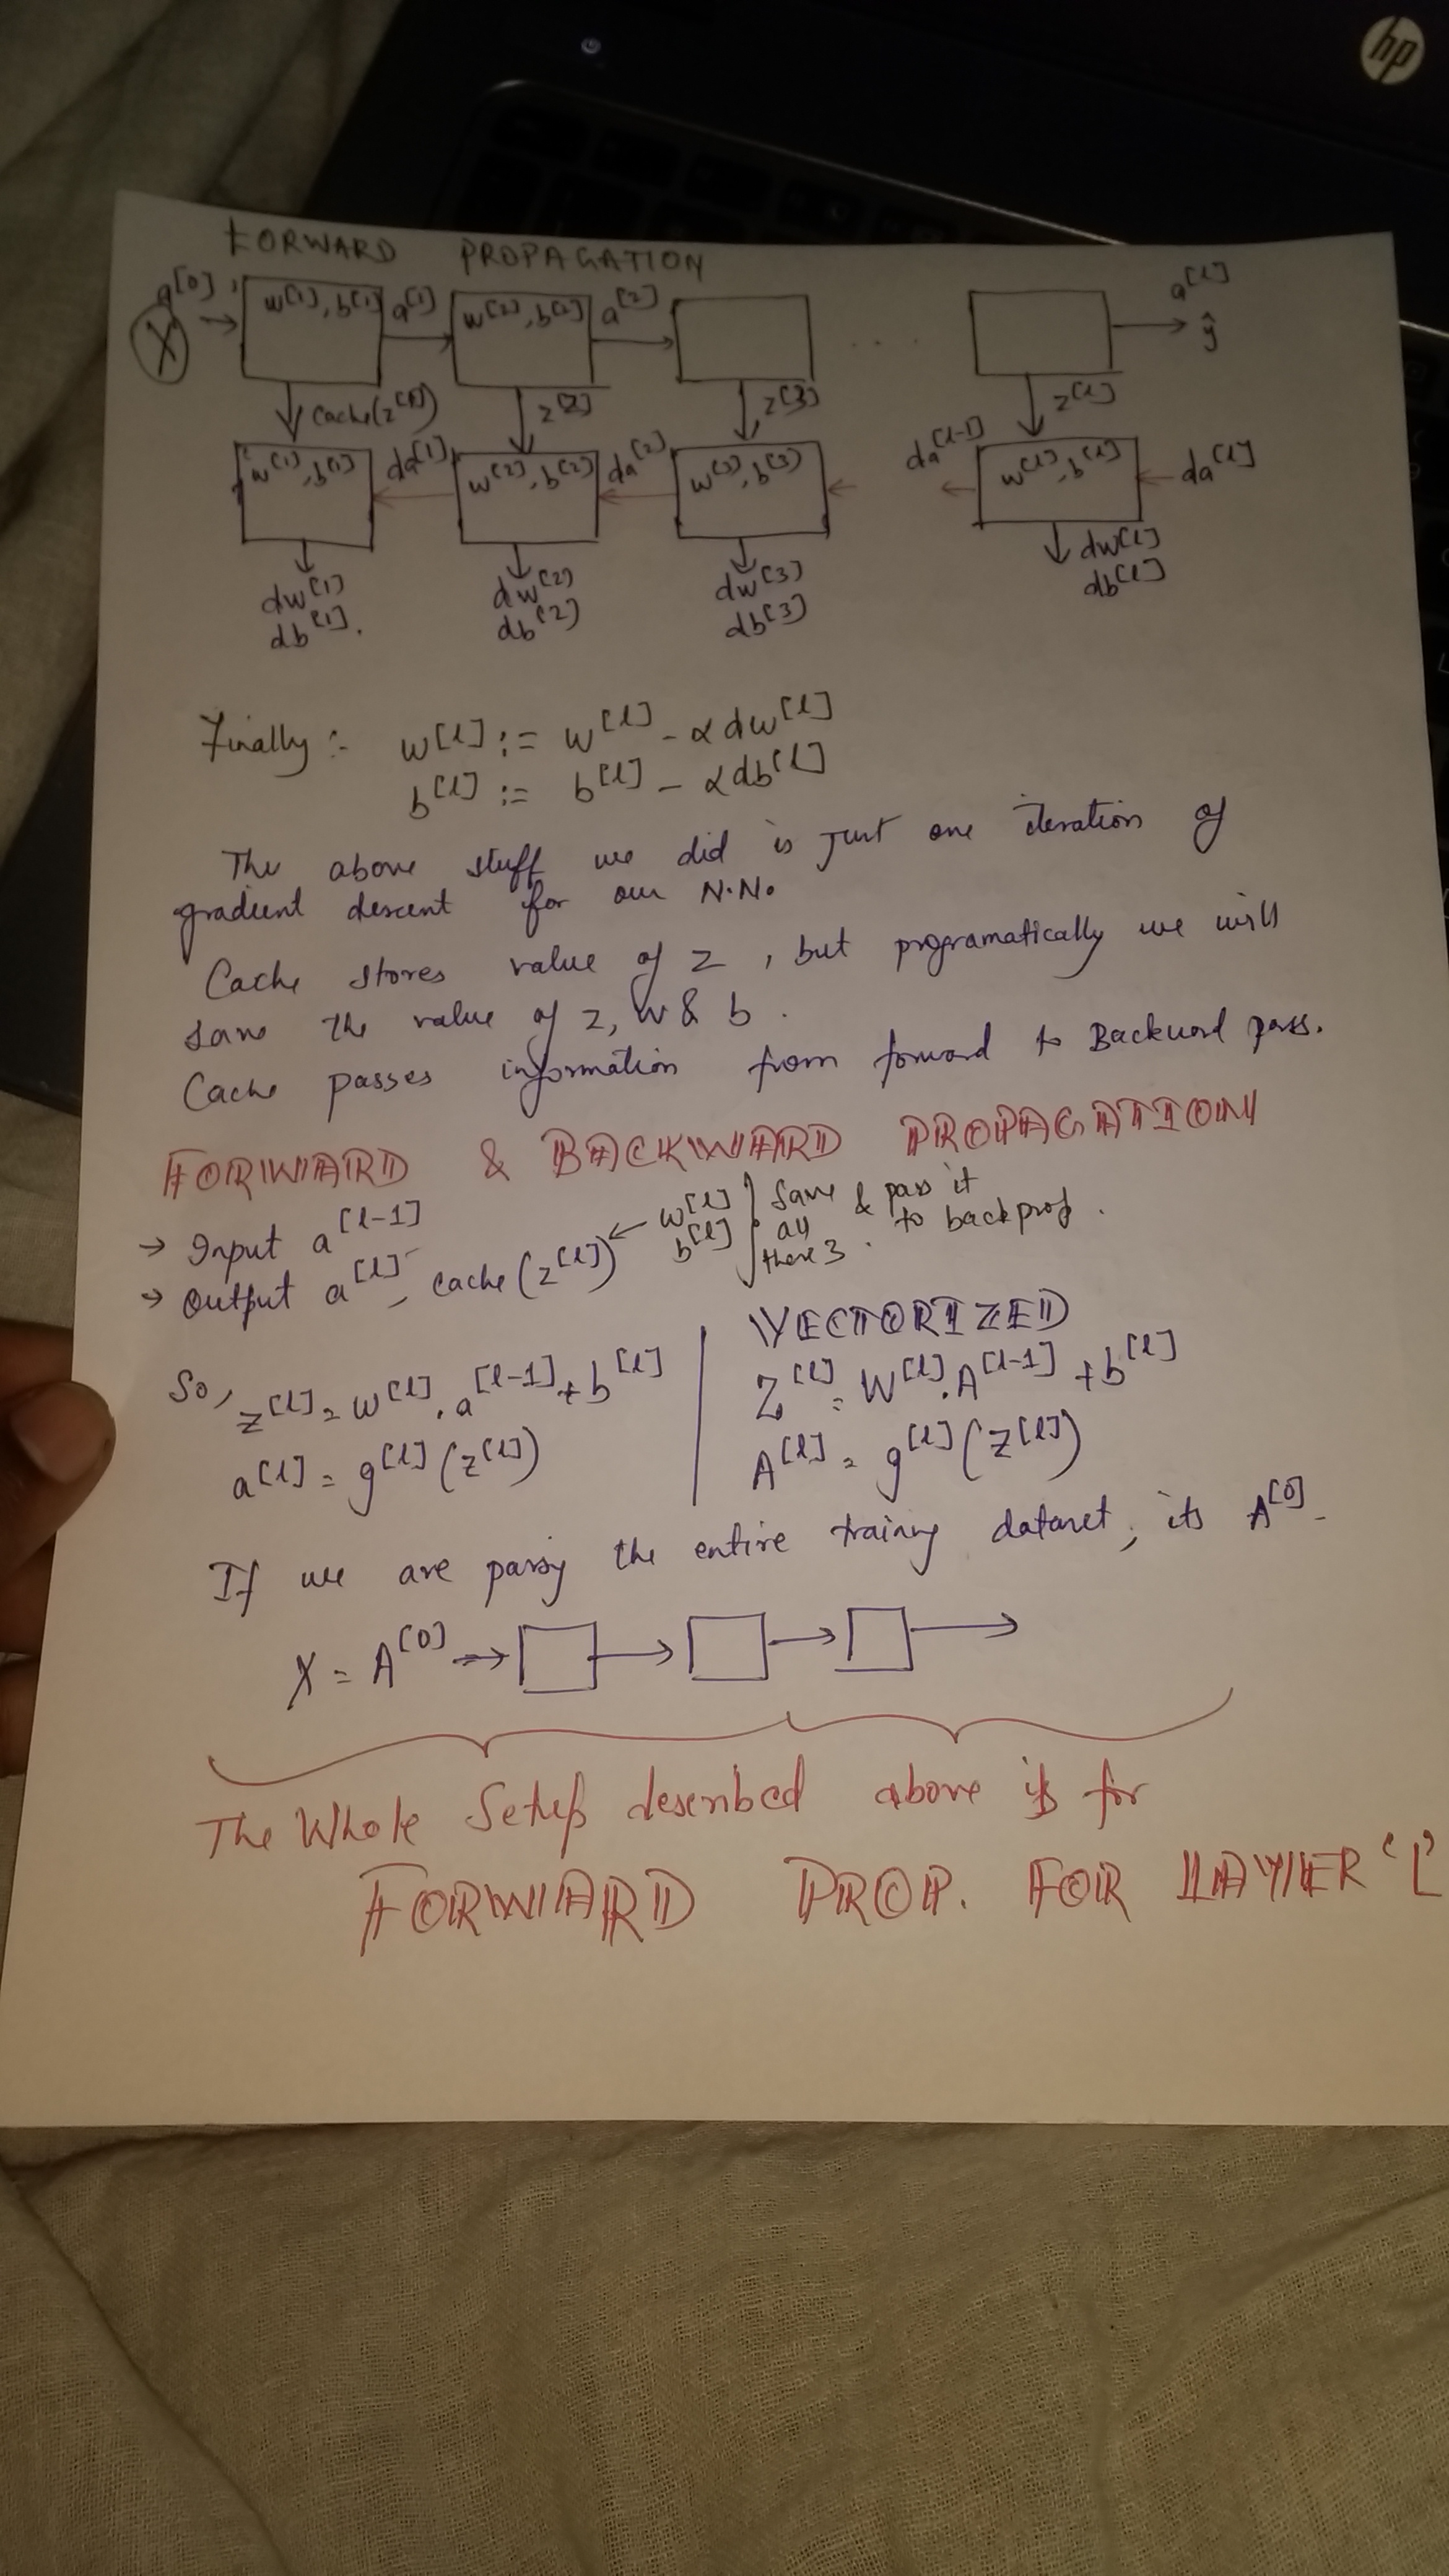 hp
FORWARD PROPAGATION
a[0], w[1], b[1] a[1] w[2], b[2] a[2] .... a[l]
X ŷ
Cache(z[1]) z[2] z[3] z[l]
w[1], b[1] da[1] w[2], b[2] da[2] w[3], b[3] da[l-1] w[l], b[l] da[l]
dw[1] dw[2] dw[3] dw[l]
db[1]. db[2] db[3] db[l]
Finally :- w[l] := w[l] - α dw[l]
b[l] := b[l] - α db[l]
The above stuff we did is just one iteration of
gradient descent for our N.N.
Cache stores value of z, but programatically we will
save the value of z, w & b.
Cache passes information from forward to Backward pass.
FORWARD & BACKWARD PROPAGATION
→ Input a[l-1]
→ Output a[l], cache(z[l]) ← w[l] b[l] } Save & pass it
all to backprop.
these 3.
VECTORIZED
So, z[l] = w[l] . a[l-1] + b[l] | Z[l] = W[l] . A[l-1] + b[l]
a[l] = g[l](z[l]) | A[l] = g[l](Z[l])
If we are passing the entire training dataset, its A[0].
X = A[0] → → → →
The Whole Setup described above is for
FORWARD PROP. FOR LAYER 'L'